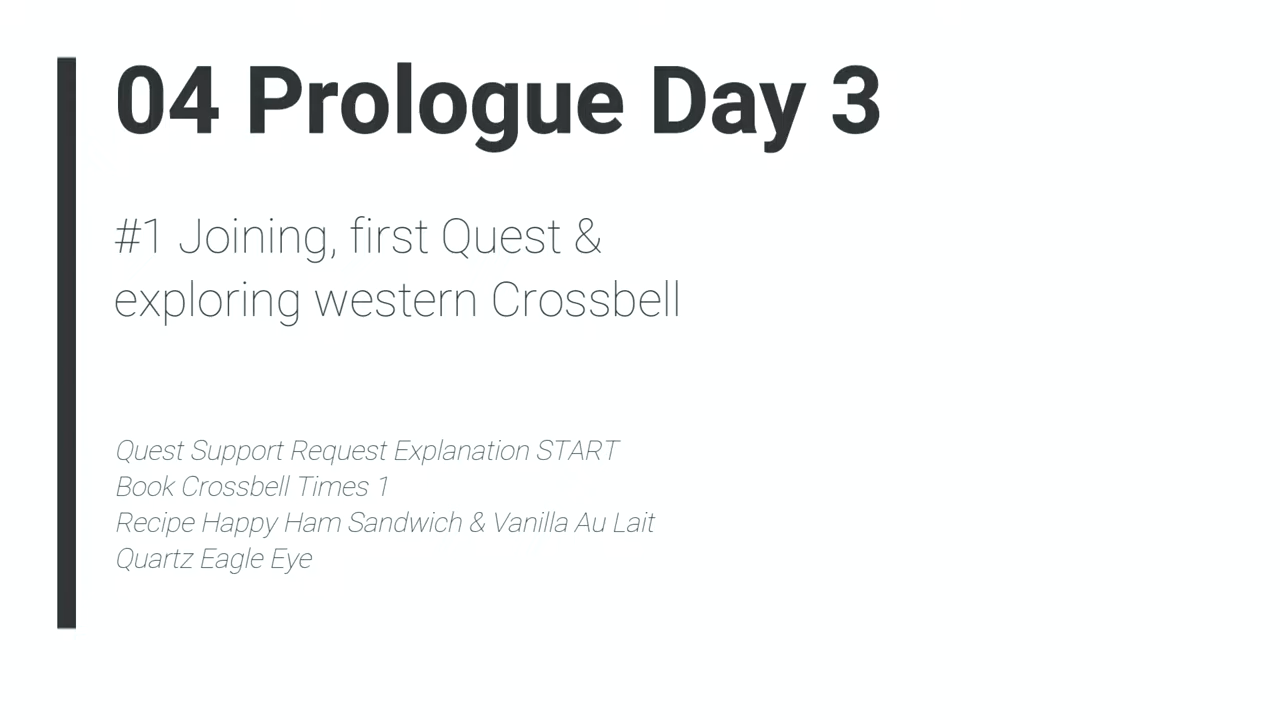 04 Prologue Day 3
#1 Joining, first Quest &
exploring western Crossbell
Quest Support Request Explanation START
Book Crossbell Times 1
Recipe Happy Ham Sandwich & Vanilla Au Lait
Quartz Eagle Eye